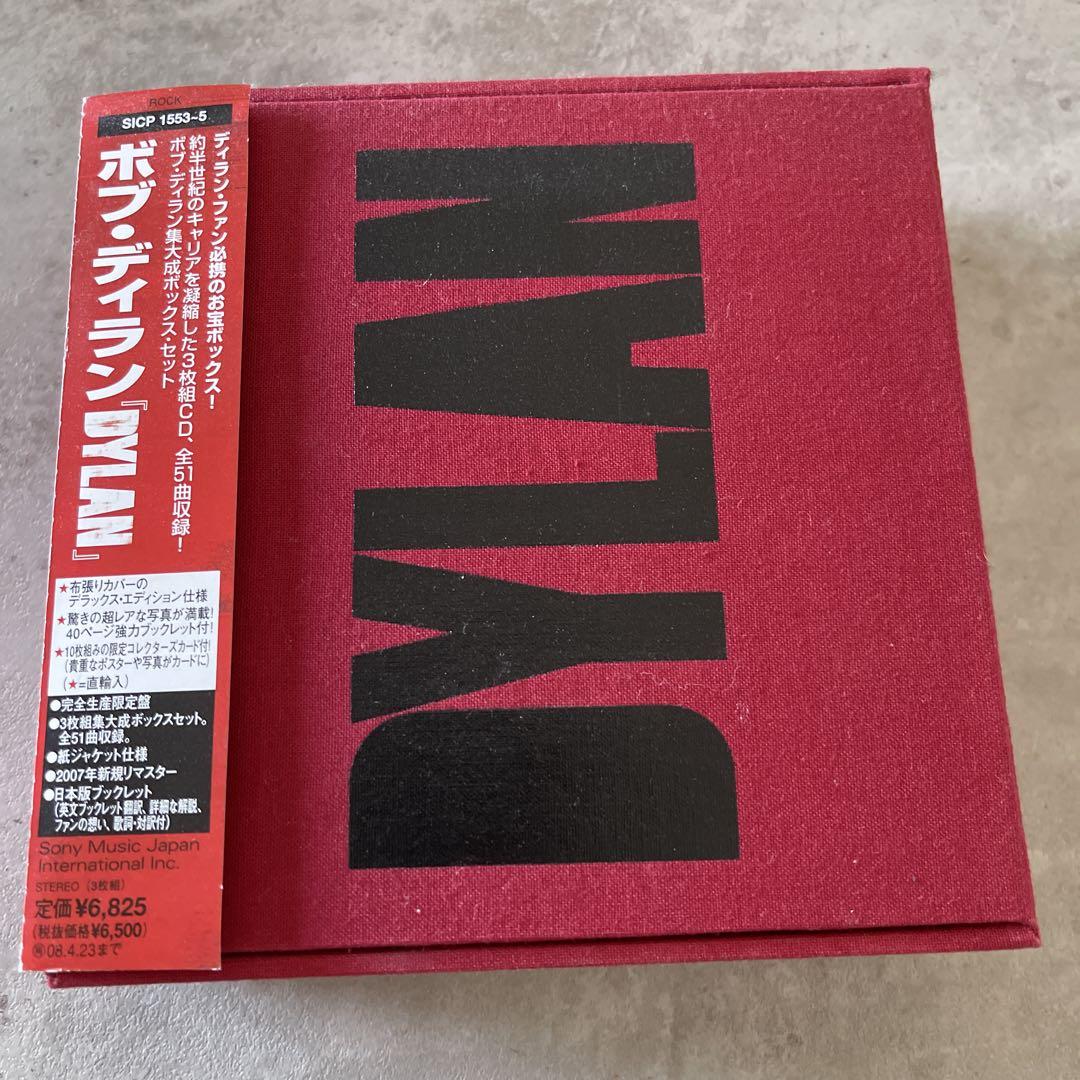 ROCK
SICP 1553~5
ディラン・ファン必携のお宝ボックス！
約半世紀のキャリアを凝縮した3枚組CD、全51曲収録！
ボブ・ディラン集大成ボックス・セット
ボブ・ディラン『DYLAN』
★布張りカバーの
デラックス・エディション仕様
★驚きの超レアな写真が満載！
40ページ強力ブックレット付！
★10枚組みの限定コレクターズカード付！
（貴重なポスターや写真がカードに）
（★=直輸入）
●完全生産限定盤
●3枚組集大成ボックスセット。
全51曲収録。
●紙ジャケット仕様
●2007年新規リマスター
●日本版ブックレット
（英文ブックレット翻訳、詳細な解説、
ファンの想い、歌詞・対訳付）
Sony Music Japan
International Inc.
STEREO（3枚組）
定価¥6,825
（税抜価格¥6,500）
㊐08.4.23まで
DYLAN